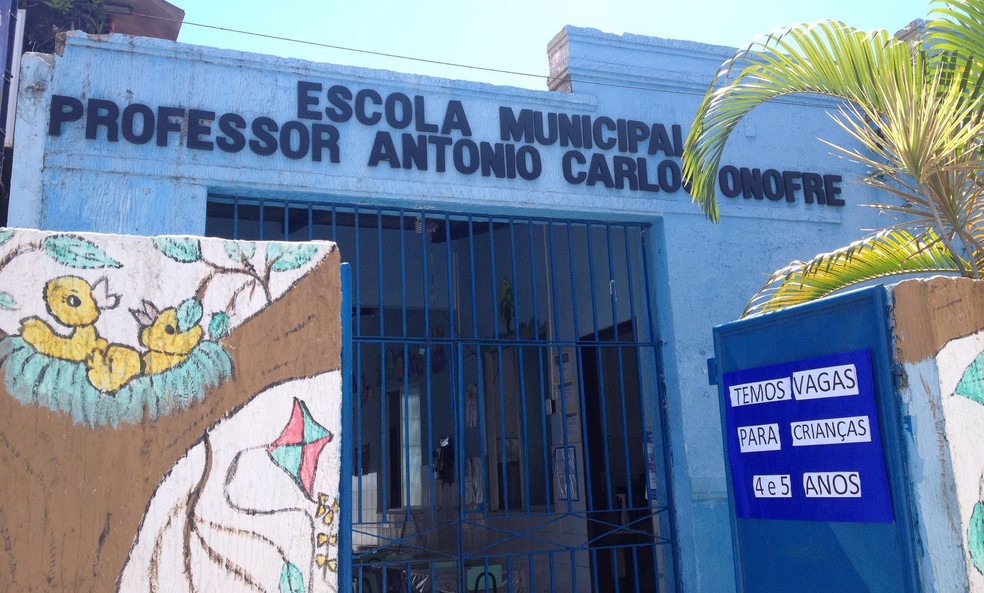 ESCOLA MUNICIPAL
PROFESSOR ANTONIO CARLOS ONOFRE
TEMOS VAGAS
PARA CRIANÇAS
4 e 5 ANOS